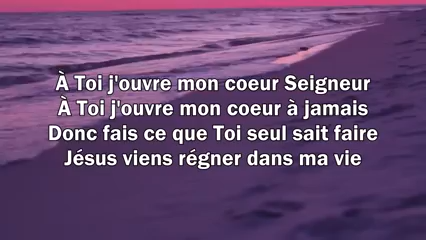 À Toi j'ouvre mon coeur Seigneur
À Toi j'ouvre mon coeur à jamais
Donc fais ce que Toi seul sait faire
Jésus viens régner dans ma vie